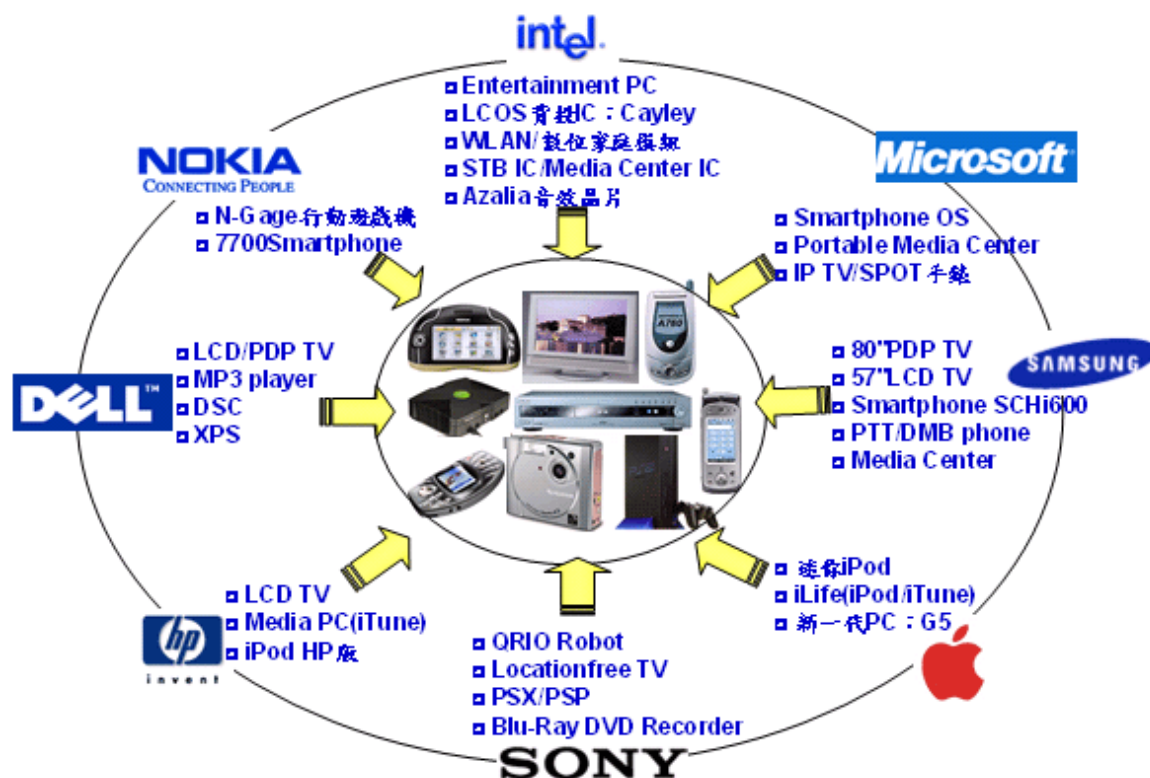 intel.
Entertainment PC
LCOS背投IC：Cayley
WLAN/數位家庭模組
STB IC/Media Center IC
Azalia音效晶片
NOKIA
CONNECTING PEOPLE
N-Gage行動遊戲機
7700Smartphone
Microsoft
Smartphone OS
Portable Media Center
IP TV/SPOT手錶
DELL™
LCD/PDP TV
MP3 player
DSC
XPS
A760
SAMSUNG
80"PDP TV
57"LCD TV
Smartphone SCHi600
PTT/DMB phone
Media Center
hp
invent
LCD TV
Media PC(iTune)
iPod HP版
QRIO Robot
Locationfree TV
PSX/PSP
Blu-Ray DVD Recorder
SONY
迷你iPod
iLife(iPod/iTune)
新一代PC：G5